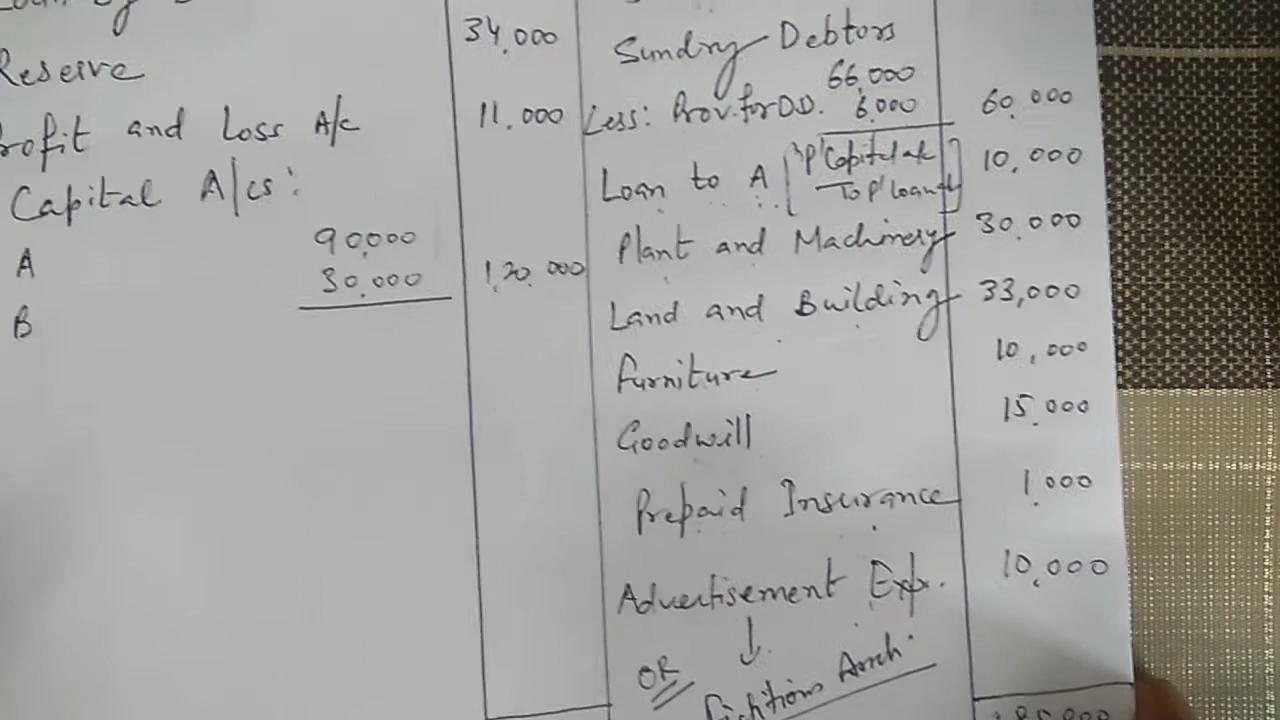 34,000
Reserve
Profit and Loss A/c 11,000
Capital A/cs:
A 90,000
B 30,000 1,20,000
Sundry Debtors
66,000
Less: Prov. for D.D. 6,000 60,000
Loan to A 10,000
P' Capital a/c
To P' Loan
Plant and Machinery 30,000
Land and Building 33,000
Furniture 10,000
Goodwill 15,000
Prepaid Insurance 1,000
Advertisement Exp. 10,000
OR